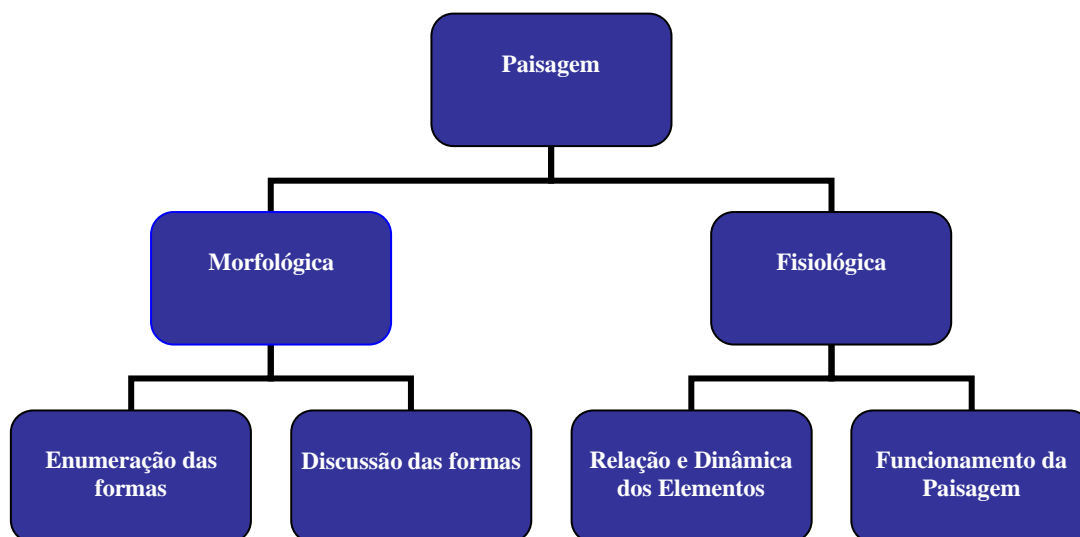 Paisagem
Morfológica
Fisiológica
Enumeração das
formas
Discussão das formas
Relação e Dinâmica
dos Elementos
Funcionamento da
Paisagem